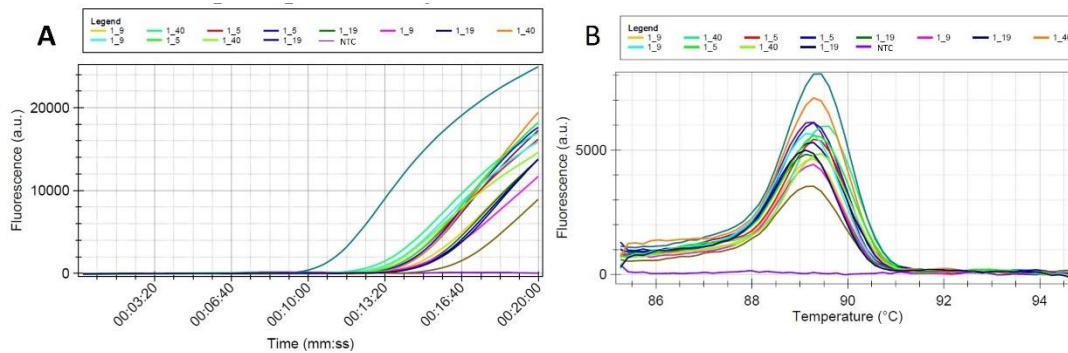 A
Legend
1_9 1_40 1_5 1_5 1_19 1_9 1_19 1_40
1_9 1_5 1_40 1_19 NTC
Fluorescence (a.u.)
20000
10000
0
00:03:20
00:06:40
00:10:00
00:13:20
00:16:40
00:20:00
Time (mm:ss)
B
Legend
1_9 1_40 1_5 1_5 1_19 1_9 1_19 1_40
1_9 1_5 1_40 1_19 NTC
Fluorescence (a.u.)
5000
0
86 88 90 92 94
Temperature (°C)